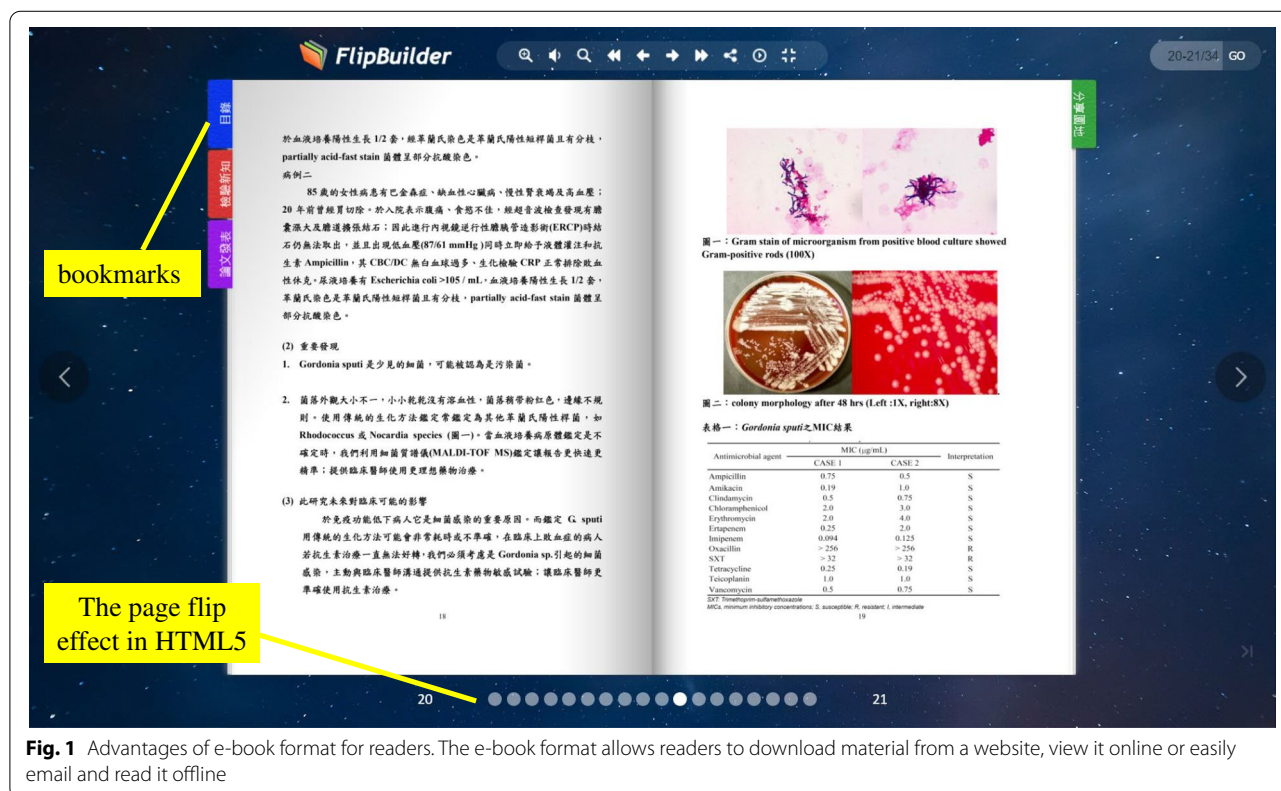 FlipBuilder
20-21/34 GO
目錄
檢驗新知
論文發表
分享園地
bookmarks
The page flip
effect in HTML5
於血液培養陽性生長 1/2 套，經革蘭氏染色是革蘭氏陽性短桿菌且有分枝，
partially acid-fast stain 菌體呈部分抗酸染色。
病例二
85 歲的女性病患有巴金森症、缺血性心臟病、慢性腎衰竭及高血壓；
20 年前曾經胃切除。於入院表示腹痛、食慾不佳，經超音波檢查發現有膽
囊漲大及膽道擴張結石；因此進行內視鏡逆行性膽胰管造影術(ERCP)時結
石仍無法取出，並且出現低血壓(87/61 mmHg )同時立即給予液體灌注和抗
生素 Ampicillin，其 CBC/DC 無白血球過多、生化檢驗 CRP 正常排除敗血
性休克。尿液培養有 Escherichia coli >105 / mL，血液培養陽性生長 1/2 套，
革蘭氏染色是革蘭氏陽性短桿菌且有分枝，partially acid-fast stain 菌體呈
部分抗酸染色。
(2) 重要發現
1. Gordonia sputi 是少見的細菌，可能被認為是污染菌。
2. 菌落外觀大小不一，小小乾乾沒有溶血性，菌落稍帶粉紅色，邊緣不規
則。使用傳統的生化方法鑑定常鑑定為其他革蘭氏陽性桿菌，如
Rhodococcus 或 Nocardia species (圖一)。當血液培養病原體鑑定是不
確定時，我們利用細菌質譜儀(MALDI-TOF MS)鑑定讓報告更快速更
精準；提供臨床醫師使用更理想藥物治療。
(3) 此研究未來對臨床可能的影響
於免疫功能低下病人它是細菌感染的重要原因。而鑑定 G. sputi
用傳統的生化方法可能會非常耗時或不準確，在臨床上敗血症的病人
若抗生素治療一直無法好轉，我們必須考慮是 Gordonia sp.引起的細菌
感染，主動與臨床醫師溝通提供抗生素藥物敏感試驗；讓臨床醫師更
準確使用抗生素治療。
18
圖一：Gram stain of microorganism from positive blood culture showed
Gram-positive rods (100X)
圖二：colony morphology after 48 hrs (Left :1X, right:8X)
表格一：Gordonia sputi之MIC結果
Antimicrobial agent MIC (μg/mL) Interpretation
CASE 1 CASE 2
Ampicillin 0.75 0.5 S
Amikacin 0.19 1.0 S
Clindamycin 0.5 0.75 S
Chloramphenicol 2.0 3.0 S
Erythromycin 2.0 4.0 S
Ertapenem 0.25 2.0 S
Imipenem 0.094 0.125 S
Oxacillin > 256 > 256 R
SXT > 32 > 32 R
Tetracycline 0.25 0.19 S
Teicoplanin 1.0 1.0 S
Vancomycin 0.5 0.75 S
SXT: Trimethoprim-sulfamethoxazole
MICs, minimum inhibitory concentrations; S, susceptible; R, resistant; I, intermediate
19
20
21
Fig. 1 Advantages of e-book format for readers. The e-book format allows readers to download material from a website, view it online or easily
email and read it offline